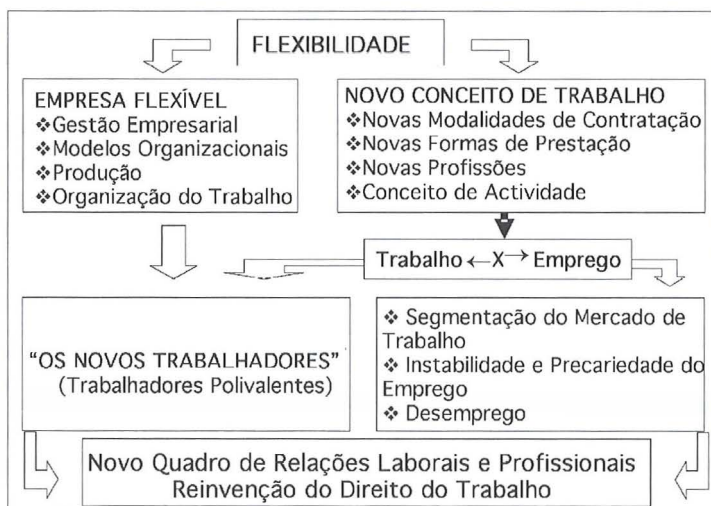 FLEXIBILIDADE
EMPRESA FLEXÍVEL
❖Gestão Empresarial
❖Modelos Organizacionais
❖Produção
❖Organização do Trabalho
NOVO CONCEITO DE TRABALHO
❖Novas Modalidades de Contratação
❖Novas Formas de Prestação
❖Novas Profissões
❖Conceito de Actividade
Trabalho ←X→ Emprego
“OS NOVOS TRABALHADORES”
(Trabalhadores Polivalentes)
❖ Segmentação do Mercado de
Trabalho
❖ Instabilidade e Precariedade do
Emprego
❖ Desemprego
Novo Quadro de Relações Laborais e Profissionais
Reinvenção do Direito do Trabalho